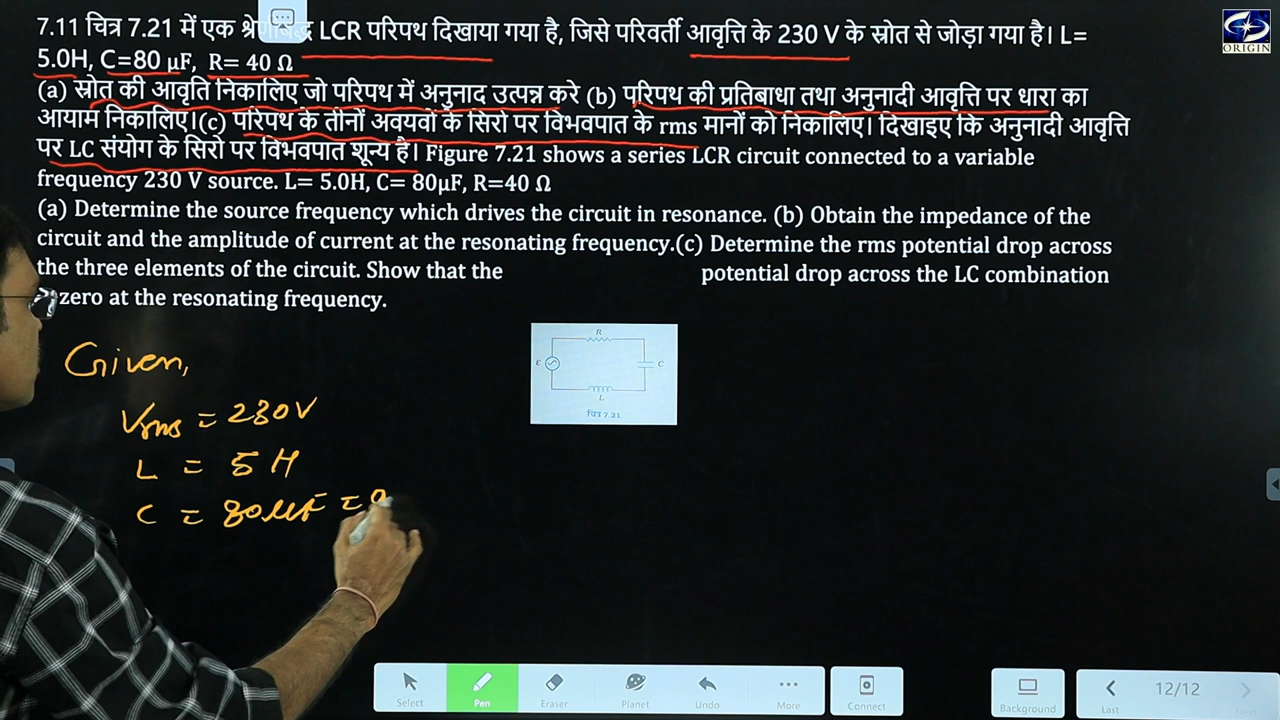 7.11 चित्र 7.21 में एक LCR परिपथ दिखाया गया है, जिसे परिवर्ती आवृत्ति के 230 V के स्रोत से जोड़ा गया है। L=
5.0H, C=80 μF, R= 40 Ω
(a) स्रोत की आवृति निकालिए जो परिपथ में अनुनाद उत्पन्न करे (b) परिपथ की प्रतिबाधा तथा अनुनादी आवृत्ति पर धारा का
आयाम निकालिए।(c) परिपथ के तीनों अवयवों के सिरों पर विभवपात के rms मानों को निकालिए। दिखाइए कि अनुनादी आवृत्ति
पर LC संयोग के सिरों पर विभवपात शून्य है। Figure 7.21 shows a series LCR circuit connected to a variable
frequency 230 V source. L= 5.0H, C= 80μF, R=40 Ω
(a) Determine the source frequency which drives the circuit in resonance. (b) Obtain the impedance of the
circuit and the amplitude of current at the resonating frequency.(c) Determine the rms potential drop across
the three elements of the circuit. Show that the potential drop across the LC combination
zero at the resonating frequency.
Given,
Vrms = 230V
L = 5 H
C = 80μF =
R
E
C
L
चित्र 7.21
ORIGIN
Select
Pen
Eraser
Planet
Undo
More
Connect
Background
Last
12/12
Next